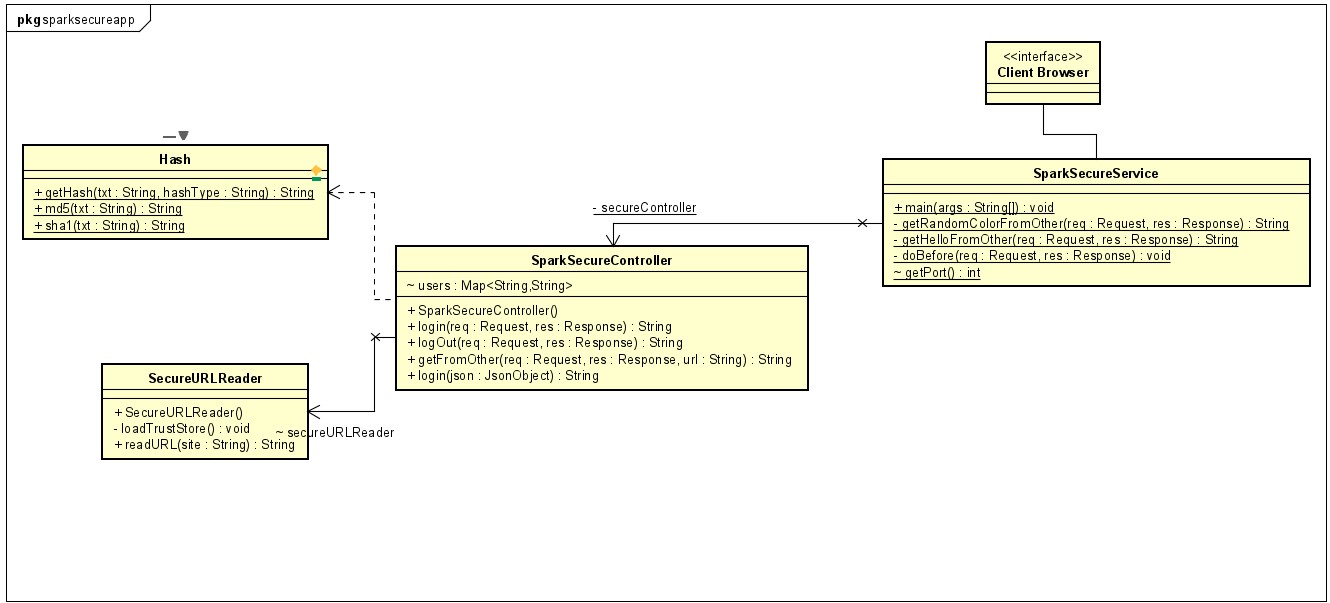 pkg sparksecureapp
<<interface>>
Client Browser
Hash
+ getHash(txt : String, hashType : String) : String
+ md5(txt : String) : String
+ sha1(txt : String) : String
SparkSecureService
+ main(args : String[]) : void
- getRandomColorFromOther(req : Request, res : Response) : String
- getHelloFromOther(req : Request, res : Response) : String
- doBefore(req : Request, res : Response) : void
~ getPort() : int
- secureController
SparkSecureController
~ users : Map<String,String>
+ SparkSecureController()
+ login(req : Request, res : Response) : String
+ logOut(req : Request, res : Response) : String
+ getFromOther(req : Request, res : Response, url : String) : String
+ login(json : JsonObject) : String
SecureURLReader
+ SecureURLReader()
- loadTrustStore() : void
+ readURL(site : String) : String
~ secureURLReader